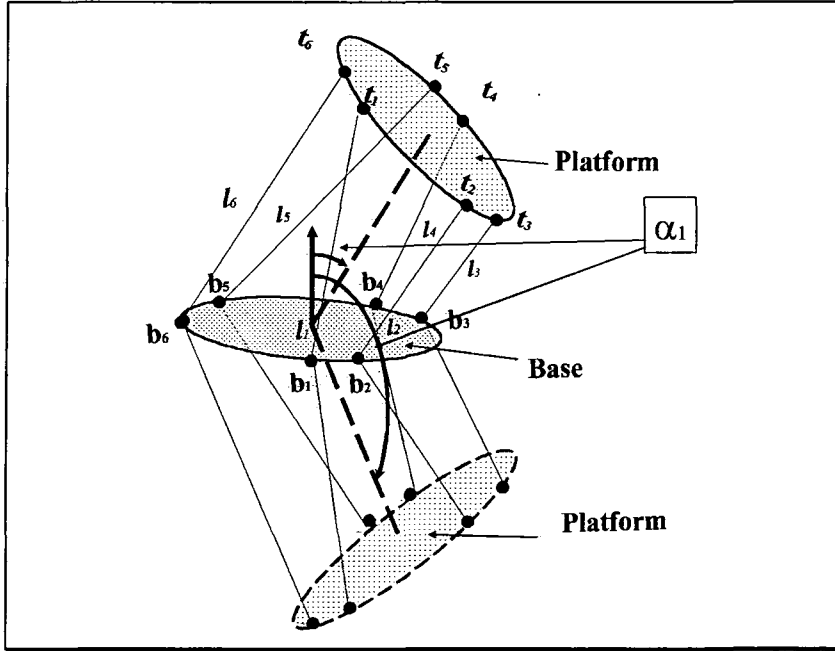 t6
t5
t1
t4
Platform
l6
t2
t3
α1
l5
l4
l3
b5
b4
b6
l1
l2
b3
b1
b2
Base
Platform